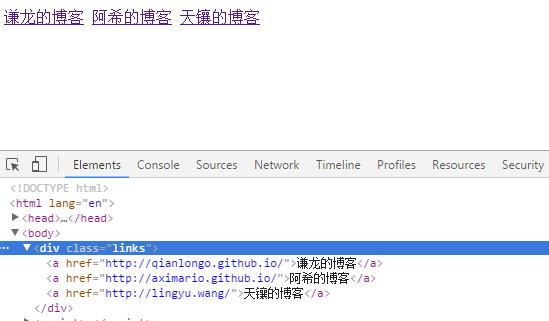 谦龙的博客 阿希的博客 天镶的博客
Elements Console Sources Network Timeline Profiles Resources Security
<!DOCTYPE html>
<html lang="en">
<head>…</head>
<body>
<div class="links">
<a href="http://qianlongo.github.io/">谦龙的博客</a>
<a href="http://aximario.github.io/">阿希的博客</a>
<a href="http://lingyu.wang/">天镶的博客</a>
</div>